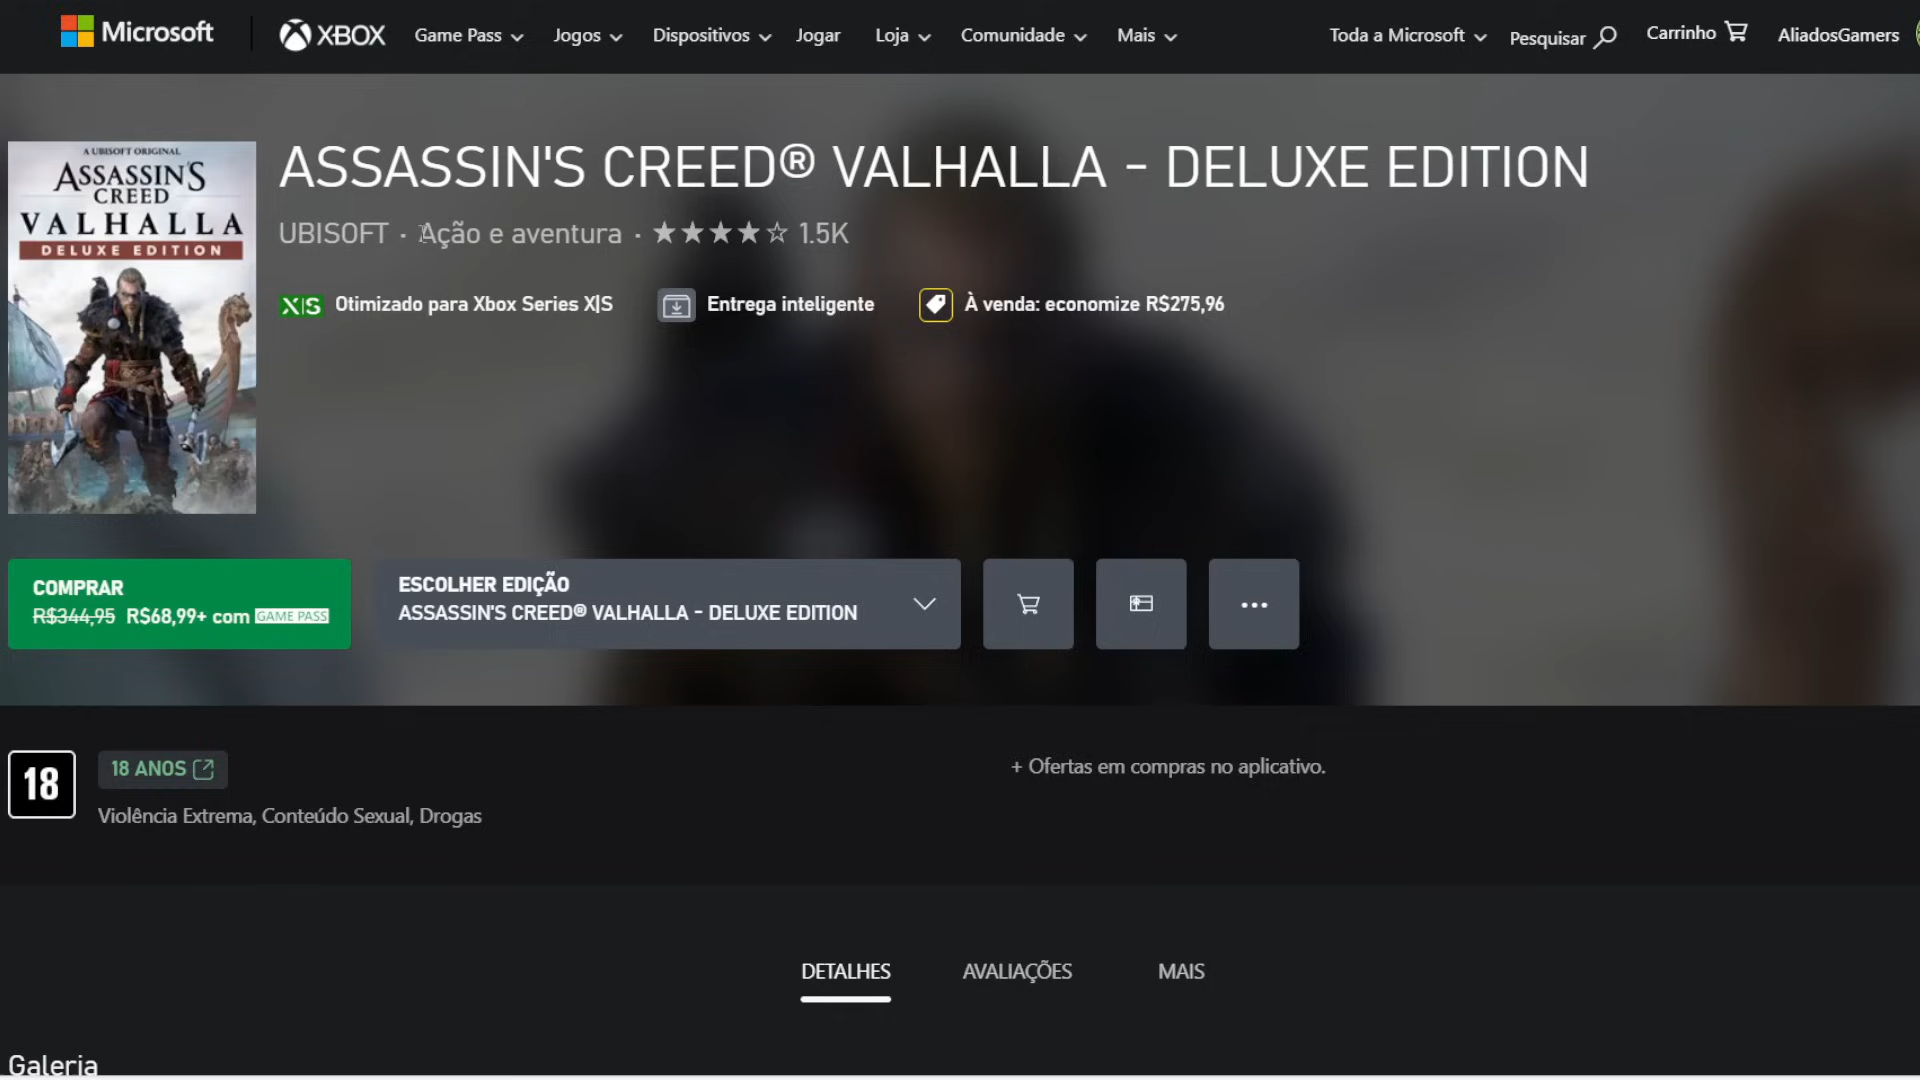 Microsoft
XBOX
Game Pass
Jogos
Dispositivos
Jogar
Loja
Comunidade
Mais
Toda a Microsoft
Pesquisar
Carrinho
AliadosGamers
A UBISOFT ORIGINAL
ASSASSIN'S
CREED
VALHALLA
DELUXE EDITION
ASSASSIN'S CREED® VALHALLA - DELUXE EDITION
UBISOFT · Ação e aventura · ★★★★☆ 1.5K
X|S Otimizado para Xbox Series X|S
Entrega inteligente
À venda: economize R$275,96
COMPRAR
R$344,95 R$68,99+ com GAME PASS
ESCOLHER EDIÇÃO
ASSASSIN'S CREED® VALHALLA - DELUXE EDITION
18
18 ANOS
Violência Extrema, Conteúdo Sexual, Drogas
+ Ofertas em compras no aplicativo.
DETALHES
AVALIAÇÕES
MAIS
Galeria